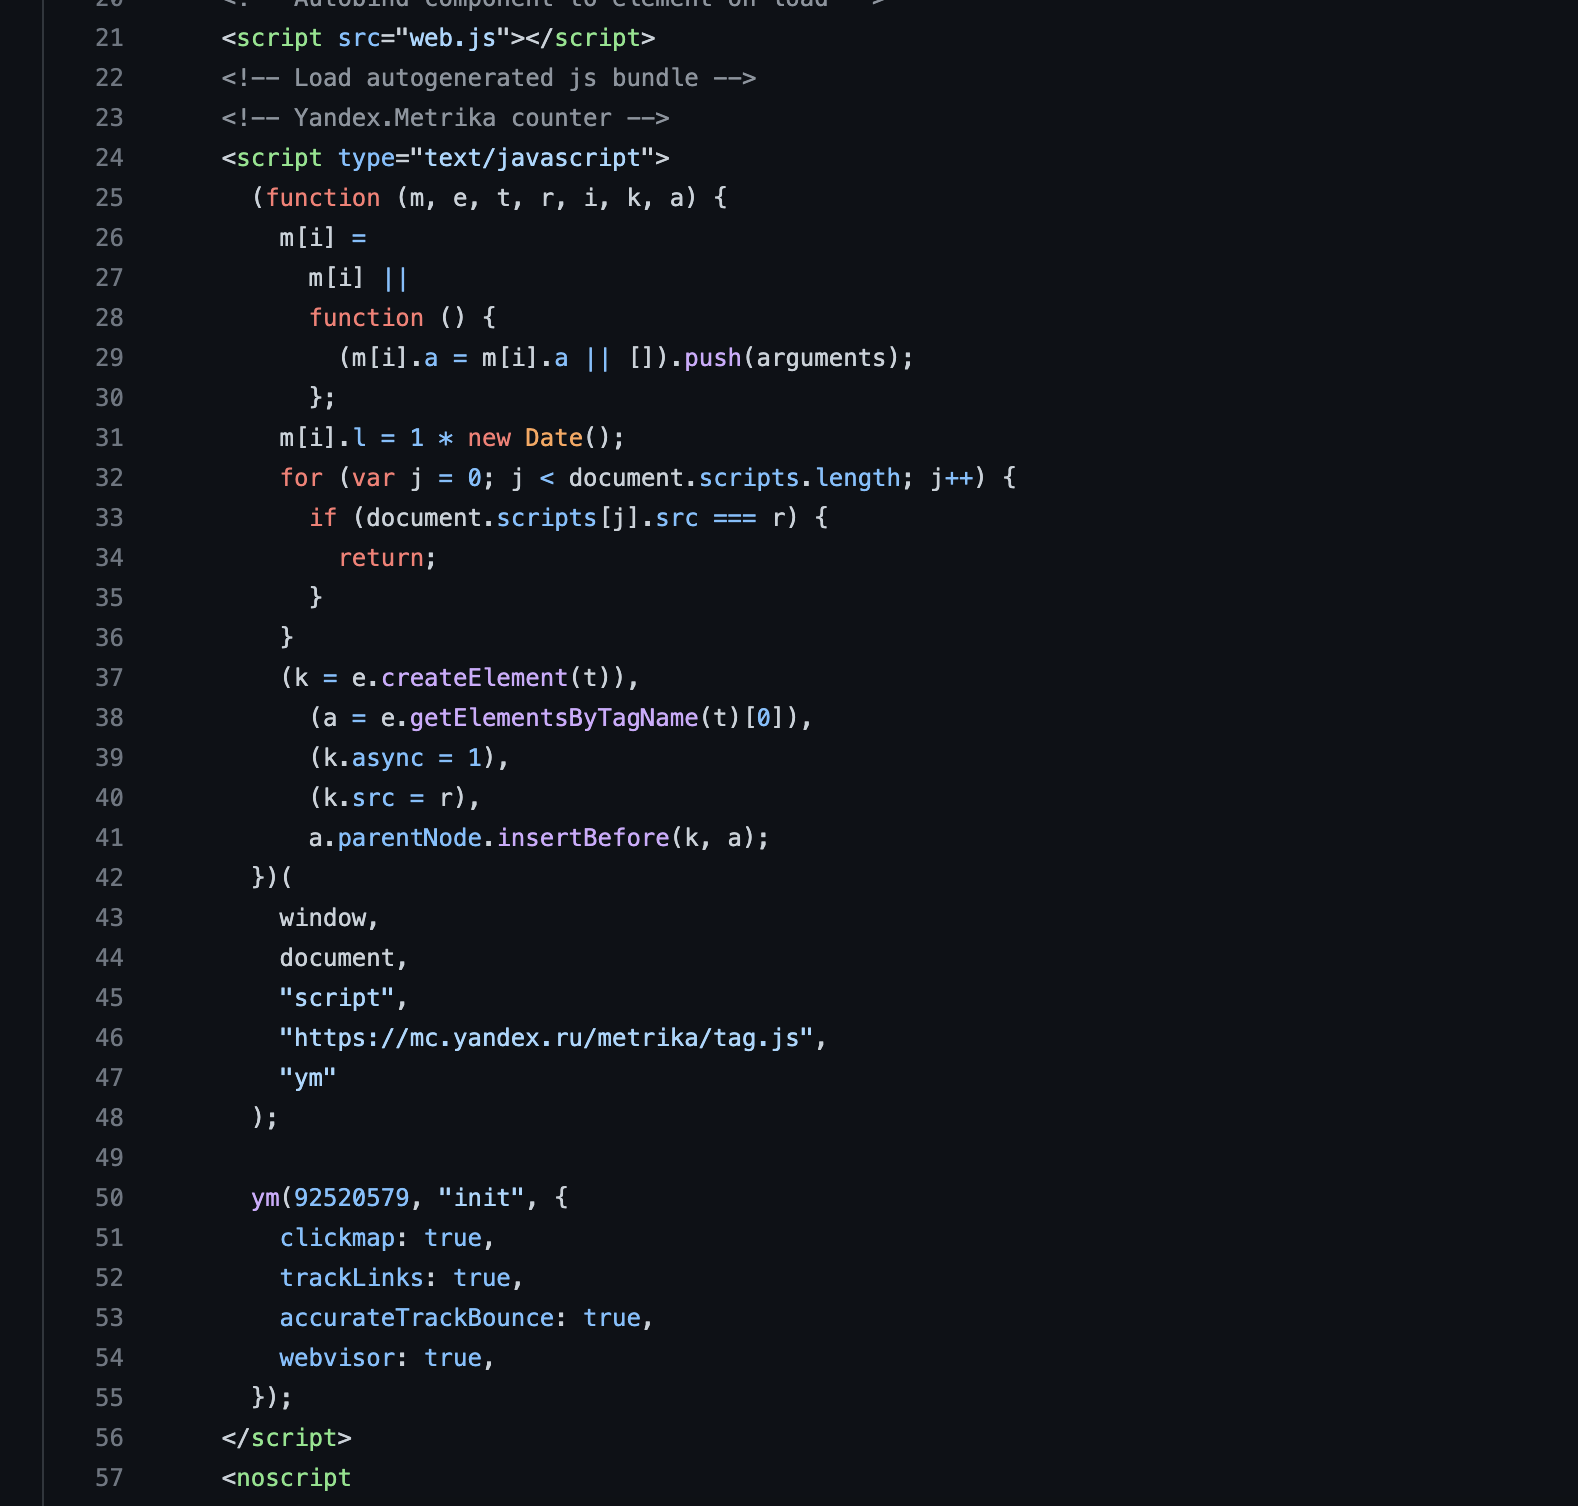 20 <!-- Autobind component to element on load -->
21 <script src="web.js"></script>
22 <!-- Load autogenerated js bundle -->
23 <!-- Yandex.Metrika counter -->
24 <script type="text/javascript">
25 (function (m, e, t, r, i, k, a) {
26 m[i] =
27 m[i] ||
28 function () {
29 (m[i].a = m[i].a || []).push(arguments);
30 };
31 m[i].l = 1 * new Date();
32 for (var j = 0; j < document.scripts.length; j++) {
33 if (document.scripts[j].src === r) {
34 return;
35 }
36 }
37 (k = e.createElement(t)),
38 (a = e.getElementsByTagName(t)[0]),
39 (k.async = 1),
40 (k.src = r),
41 a.parentNode.insertBefore(k, a);
42 })(
43 window,
44 document,
45 "script",
46 "https://mc.yandex.ru/metrika/tag.js",
47 "ym"
48 );
49
50 ym(92520579, "init", {
51 clickmap: true,
52 trackLinks: true,
53 accurateTrackBounce: true,
54 webvisor: true,
55 });
56 </script>
57 <noscript